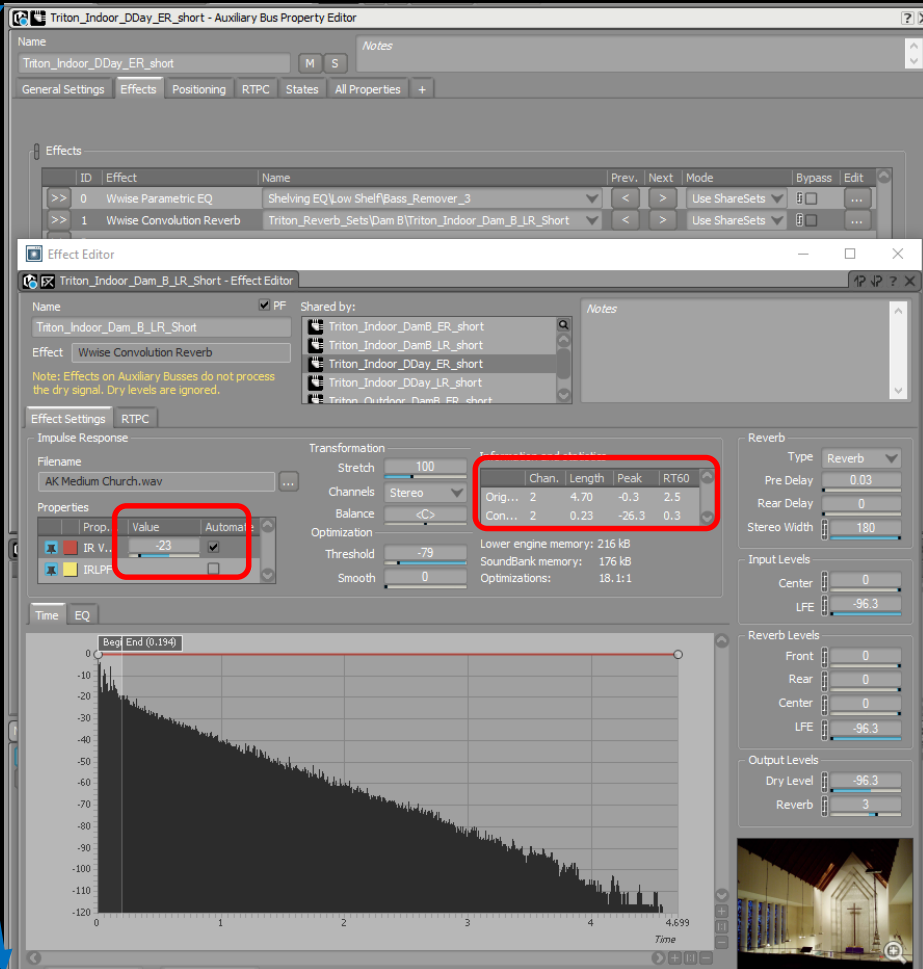 Triton_Indoor_DDay_ER_short - Auxiliary Bus Property Editor
Name
Notes
Triton_Indoor_DDay_ER_short M S
General Settings Effects Positioning RTPC States All Properties +
Effects
ID Effect Name Prev. Next Mode Bypass Edit
>> 0 Wwise Parametric EQ Shelving EQ\Low Shelf\Bass_Remover_3 < > Use ShareSets ...
>> 1 Wwise Convolution Reverb Triton_Reverb_Sets\Dam B\Triton_Indoor_Dam_B_LR_Short < > Use ShareSets ...
Effect Editor
Triton_Indoor_Dam_B_LR_Short - Effect Editor
Name PF Shared by: Notes
Triton_Indoor_Dam_B_LR_Short
Effect Wwise Convolution Reverb
Note: Effects on Auxiliary Busses do not process
the dry signal. Dry levels are ignored.
Triton_Indoor_DamB_ER_short
Triton_Indoor_DamB_LR_short
Triton_Indoor_DDay_ER_short
Triton_Indoor_DDay_LR_short
Triton_Outdoor_DamB_ER_short
Effect Settings RTPC
Impulse Response
Filename
AK Medium Church.wav ...
Properties
Prop... Value Automate
IR V... -23
IRLPF
Transformation
Stretch 100
Channels Stereo
Balance <C>
Optimization
Threshold -79
Smooth 0
Information and statistics
Chan. Length Peak RT60
Orig... 2 4.70 -0.3 2.5
Con... 2 0.23 -26.3 0.3
Lower engine memory: 216 kB
SoundBank memory: 176 kB
Optimizations: 18.1:1
Reverb
Type Reverb
Pre Delay 0.03
Rear Delay 0
Stereo Width 180
Input Levels
Center 0
LFE -96.3
Reverb Levels
Front 0
Rear 0
Center 0
LFE -96.3
Output Levels
Dry Level -96.3
Reverb 3
Time EQ
Begi End (0.194)
0
-10
-20
-30
-40
-50
-60
-70
-80
-90
-100
-110
-120
0 1 2 3 4 4.699
Time